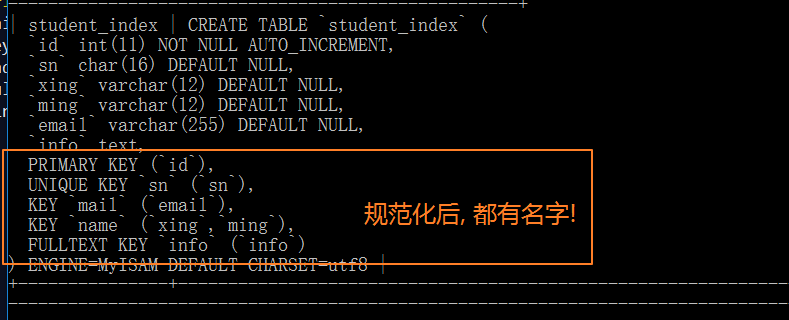 | student_index | CREATE TABLE `student_index` (
`id` int(11) NOT NULL AUTO_INCREMENT,
`sn` char(16) DEFAULT NULL,
`xing` varchar(12) DEFAULT NULL,
`ming` varchar(12) DEFAULT NULL,
`email` varchar(255) DEFAULT NULL,
`info` text,
PRIMARY KEY (`id`),
UNIQUE KEY `sn` (`sn`),
KEY `mail` (`email`),
KEY `name` (`xing`,`ming`),
规范化后, 都有名字!
FULLTEXT KEY `info` (`info`)
) ENGINE=MyISAM DEFAULT CHARSET=utf8 |